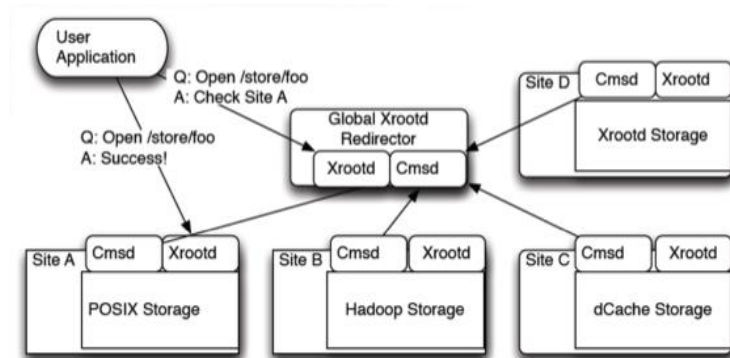 User
Application
Q: Open /store/foo
A: Check Site A
Q: Open /store/foo
A: Success!
Global Xrootd
Redirector
Xrootd
Cmsd
Site D
Cmsd
Xrootd
Xrootd Storage
Site A
Cmsd
Xrootd
POSIX Storage
Site B
Cmsd
Xrootd
Hadoop Storage
Site C
Cmsd
Xrootd
dCache Storage